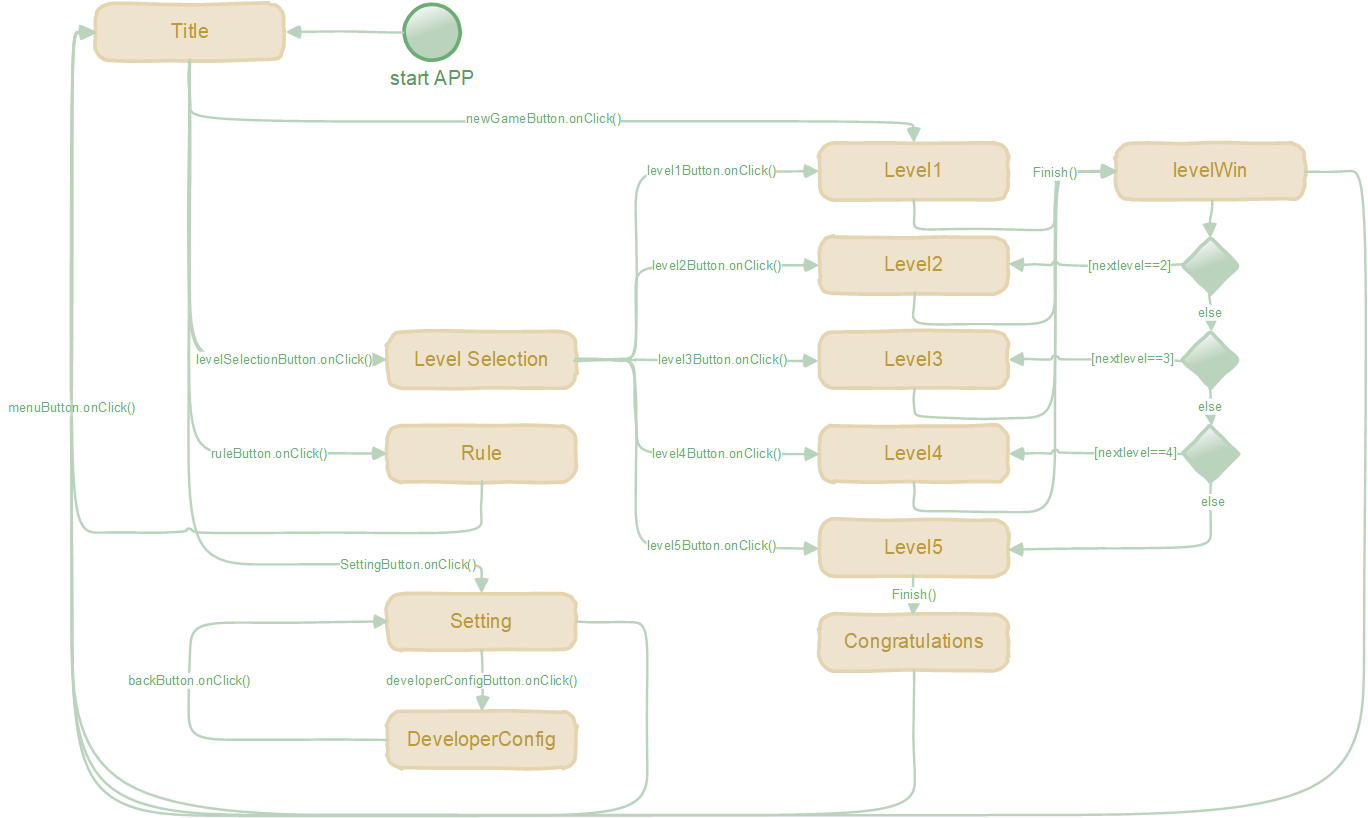 Title
start APP
newGameButton.onClick()
level1Button.onClick()
Level1
Finish()
levelWin
level2Button.onClick()
Level2
[nextlevel==2]
else
levelSelectionButton.onClick()
Level Selection
level3Button.onClick()
Level3
[nextlevel==3]
menuButton.onClick()
else
ruleButton.onClick()
Rule
level4Button.onClick()
Level4
[nextlevel==4]
else
level5Button.onClick()
Level5
SettingButton.onClick()
Finish()
Setting
Congratulations
backButton.onClick()
developerConfigButton.onClick()
DeveloperConfig